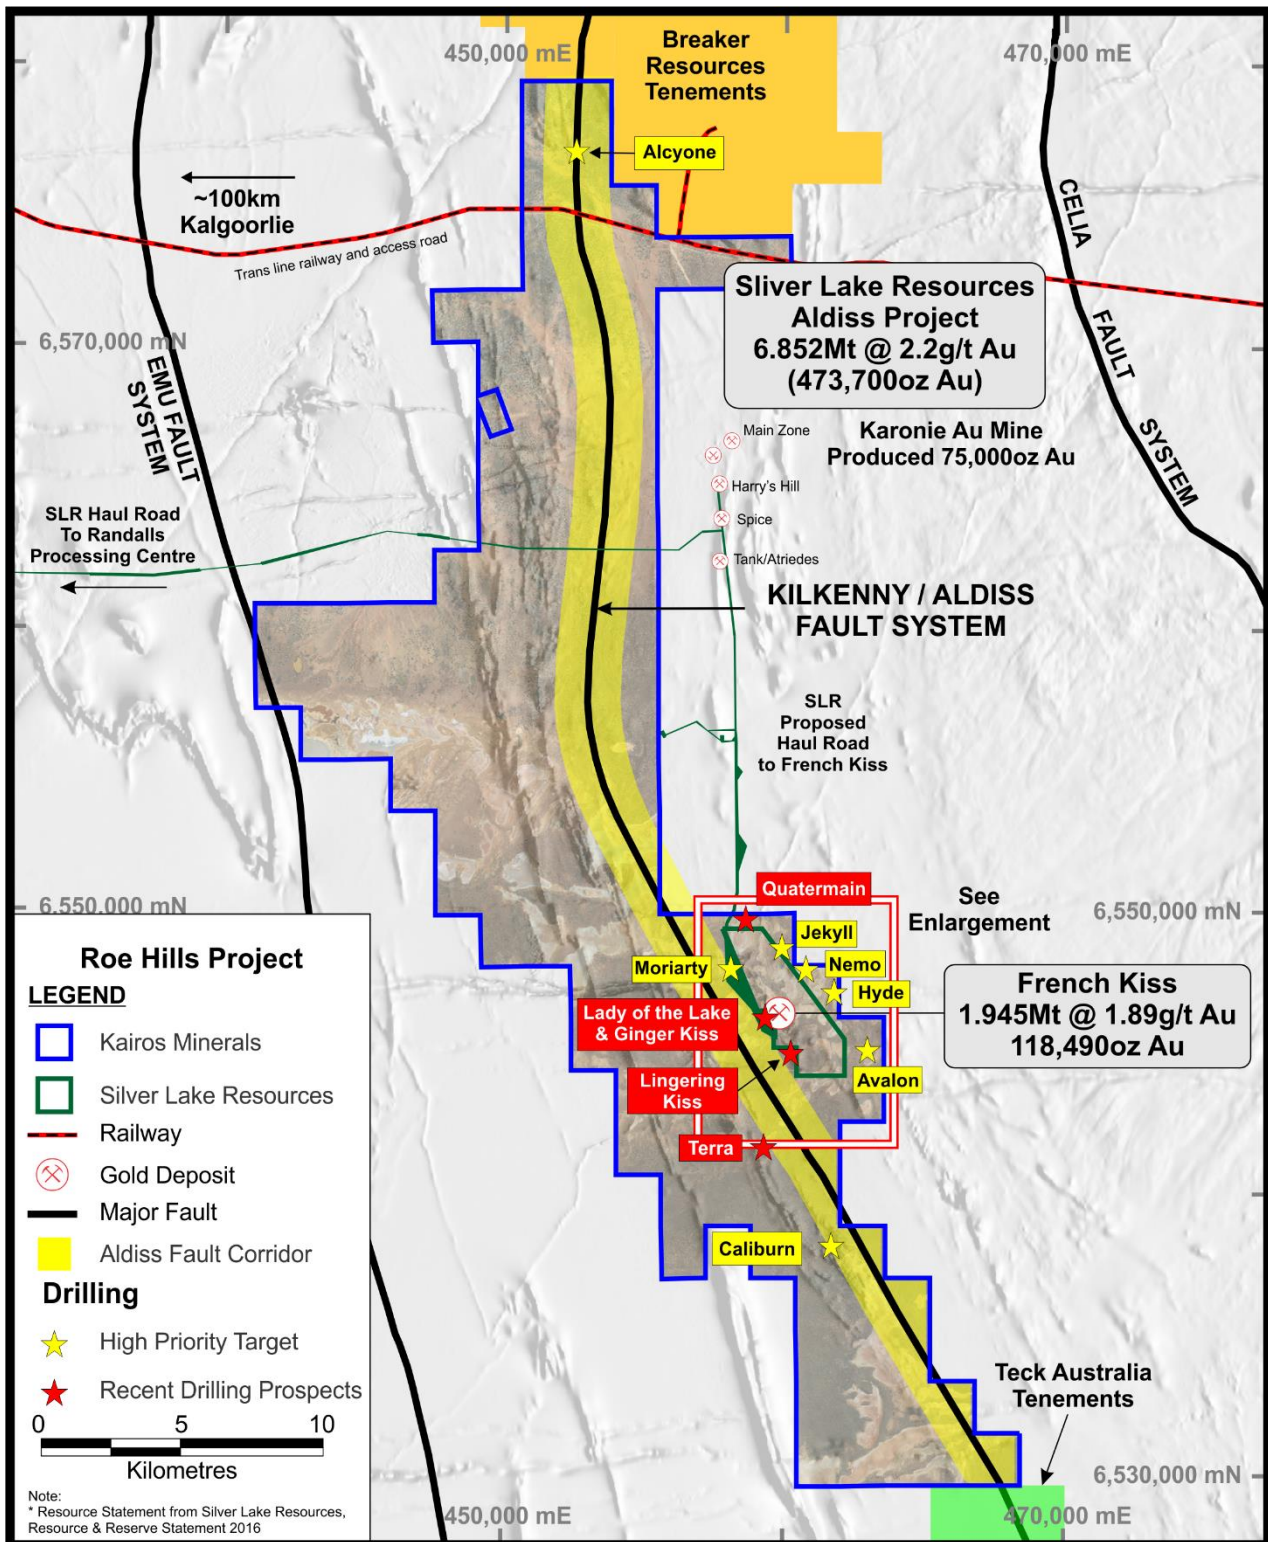 450,000 mE
470,000 mE
Breaker
Resources
Tenements
Alcyone
~100km
Kalgoorlie
Trans line railway and access road
CELIA
FAULT
SYSTEM
Sliver Lake Resources
Aldiss Project
6.852Mt @ 2.2g/t Au
(473,700oz Au)
6,570,000 mN
EMU FAULT
SYSTEM
Main Zone
Karonie Au Mine
Produced 75,000oz Au
Harry's Hill
Spice
Tank/Atriedes
SLR Haul Road
To Randalls
Processing Centre
KILKENNY / ALDISS
FAULT SYSTEM
SLR
Proposed
Haul Road
to French Kiss
Quatermain
See
Enlargement
6,550,000 mN
6,550,000 mN
Jekyll
Moriarty
Nemo
Hyde
Lady of the Lake
& Ginger Kiss
French Kiss
1.945Mt @ 1.89g/t Au
118,490oz Au
Lingering
Kiss
Avalon
Terra
Caliburn
Roe Hills Project
LEGEND
Kairos Minerals
Silver Lake Resources
Railway
Gold Deposit
Major Fault
Aldiss Fault Corridor
Drilling
High Priority Target
Recent Drilling Prospects
0 5 10
Kilometres
Note:
* Resource Statement from Silver Lake Resources,
Resource & Reserve Statement 2016
Teck Australia
Tenements
6,530,000 mN
450,000 mE
470,000 mE